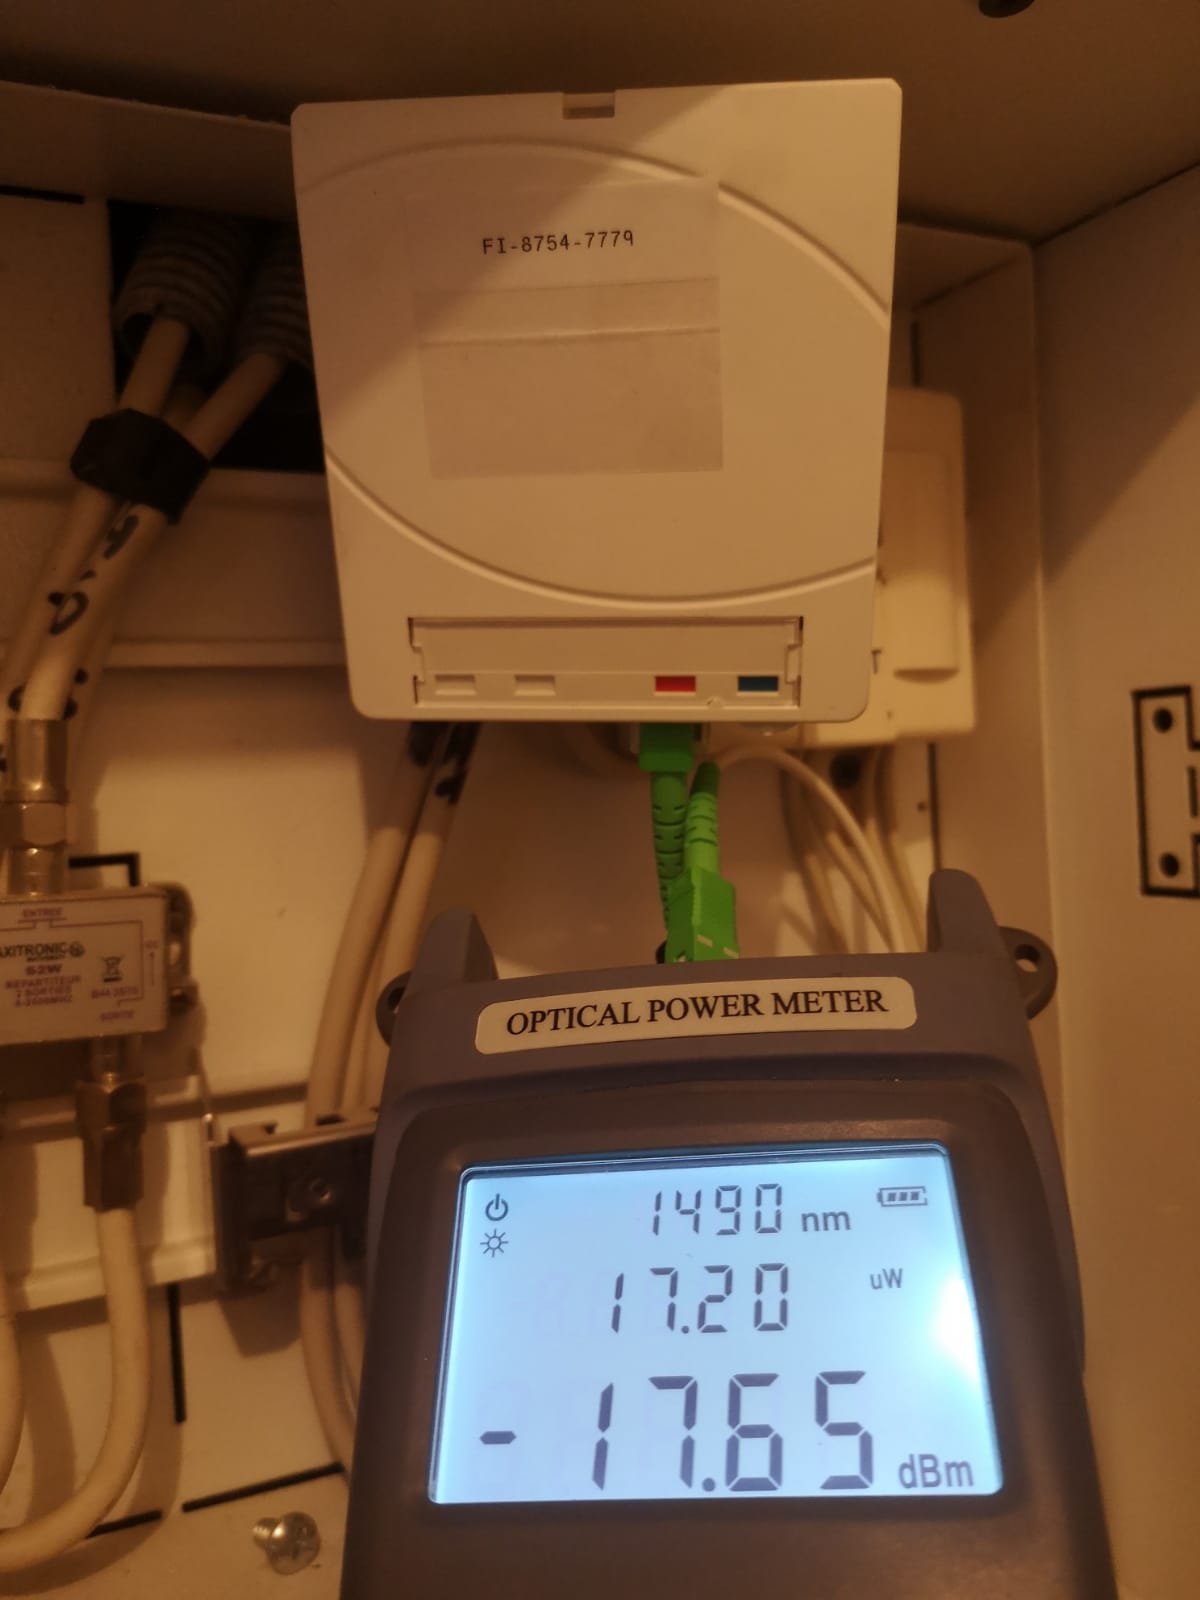 FI-8754-7779
ENTREE
AXITRONIC
S2W
REPARTITEUR
2 SORTIES
SORTIE
T
OPTICAL POWER METER
1490 nm
17.20 uW
-17.65 dBm